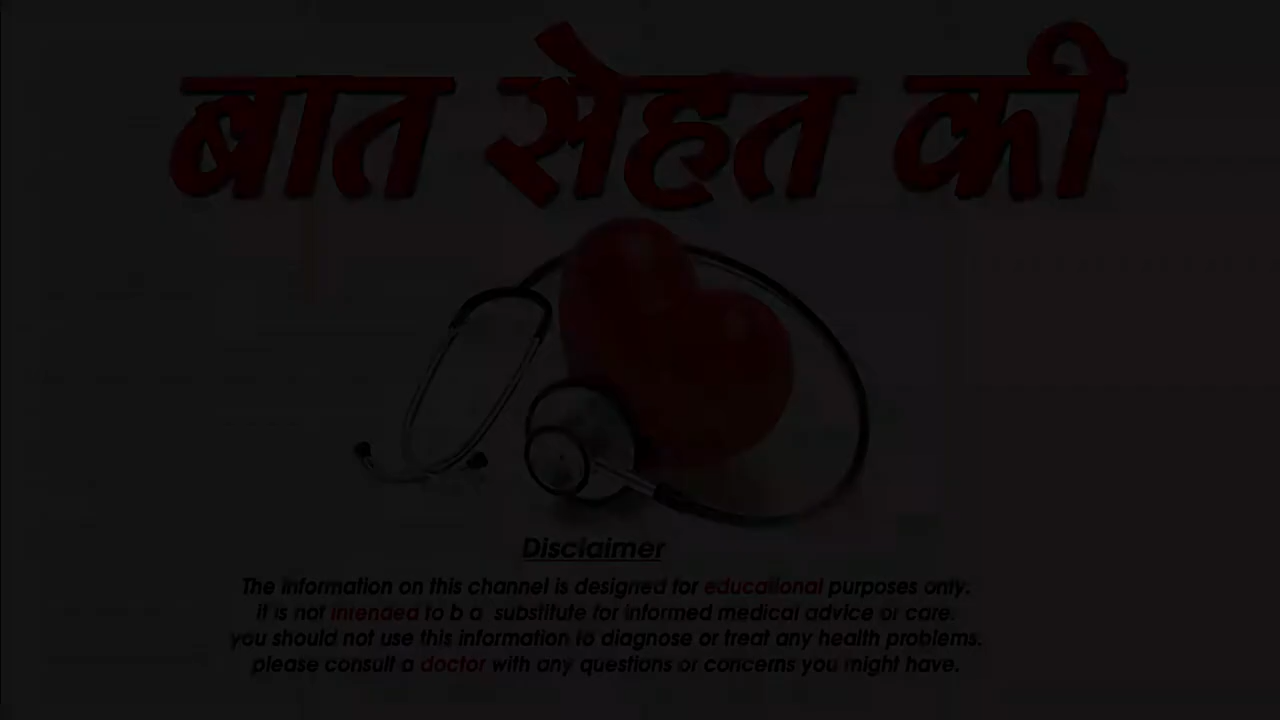 बात सेहत की
Disclaimer
The information on this channel is designed for educational purposes only.
it is not intended to b a substitute for informed medical advice or care.
you should not use this information to diagnose or treat any health problems.
please consult a doctor with any questions or concerns you might have.